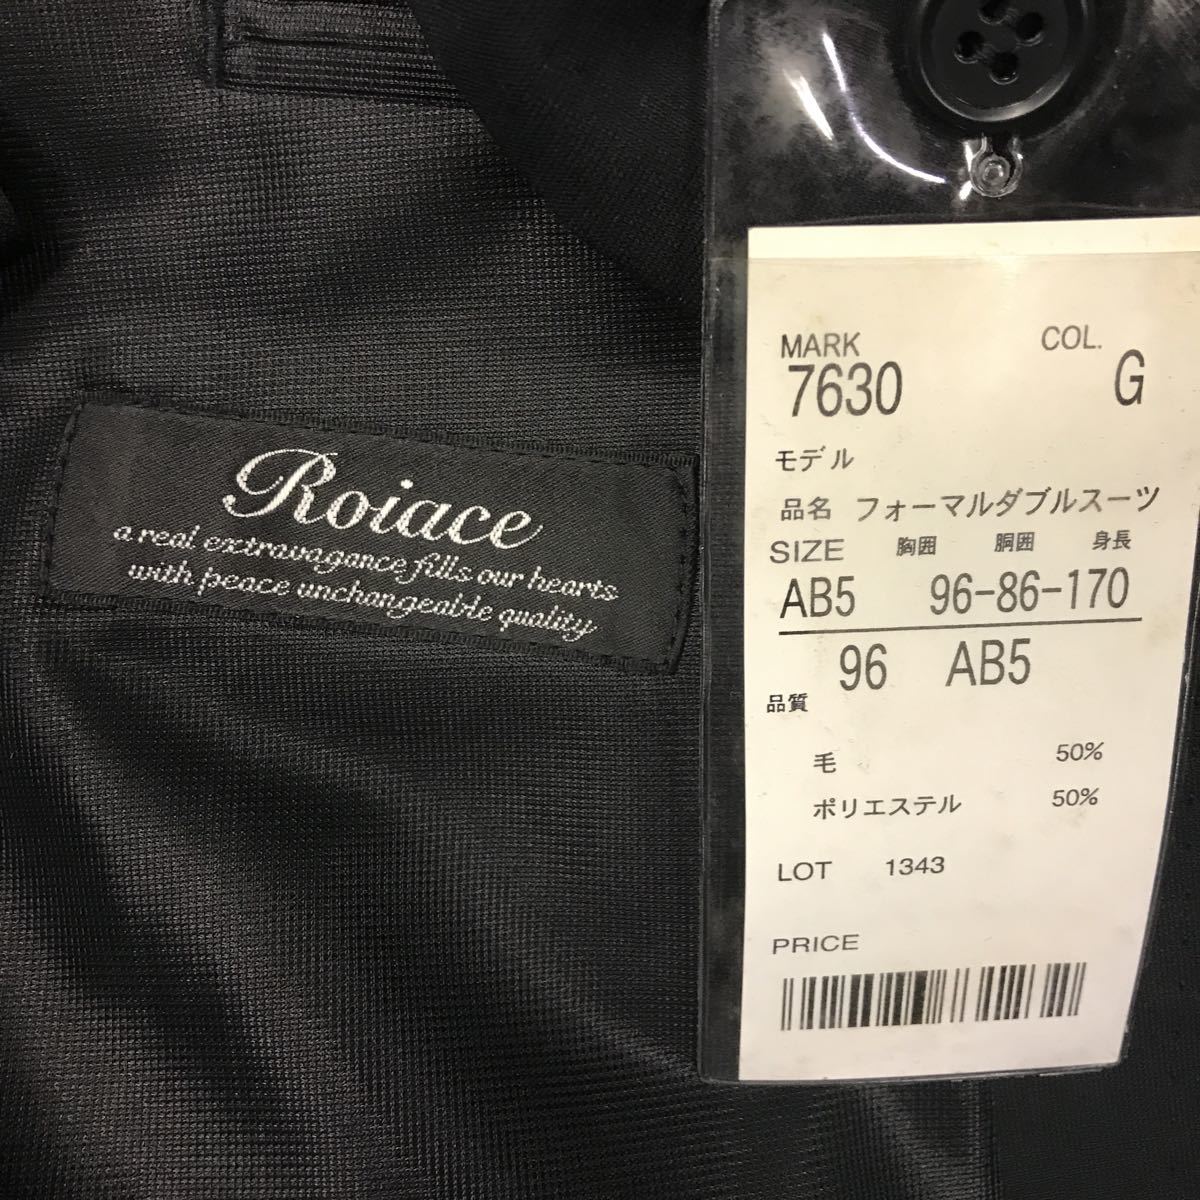 Roiace
a real extravagance fills our hearts
with peace unchangeable quality
MARK COL.
7630 G
モデル
品名 フォーマルダブルスーツ
SIZE 胸囲 胴囲 身長
AB5 96-86-170
96 AB5
品質
毛 50%
ポリエステル 50%
LOT 1343
PRICE